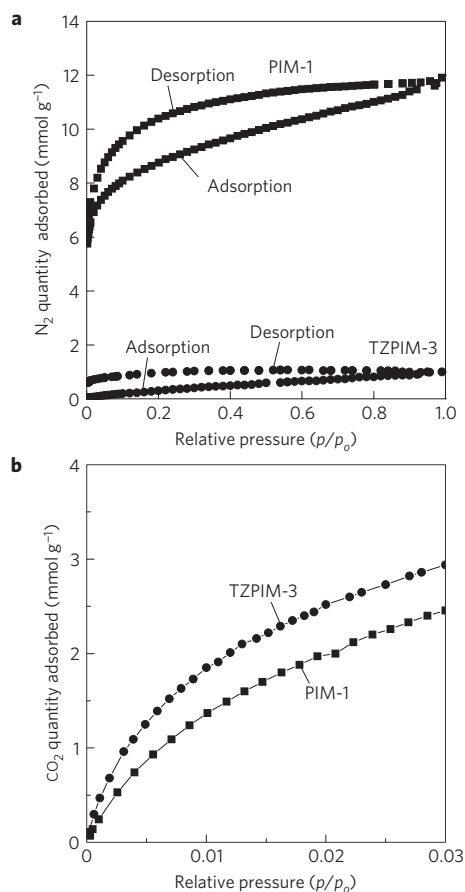 a
14
12
10
8
6
4
2
0
N₂ quantity adsorbed (mmol g⁻¹)
Desorption
PIM-1
Adsorption
Adsorption
Desorption
TZPIM-3
0 0.2 0.4 0.6 0.8 1.0
Relative pressure (p/pₒ)
b
4
3
2
1
0
CO₂ quantity adsorbed (mmol g⁻¹)
TZPIM-3
PIM-1
0 0.01 0.02 0.03
Relative pressure (p/pₒ)